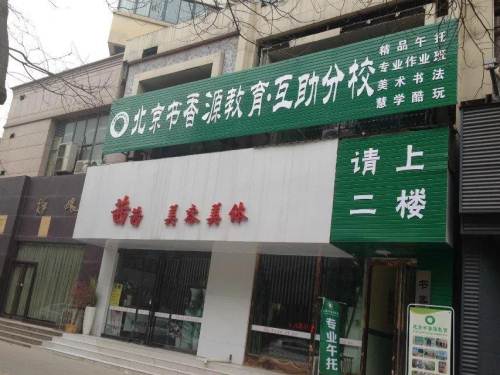 北京书香源教育·互助分校
精品午托
专业作业班
美术书法
慧学酷玩
请上
二楼
美容美体
专业午托